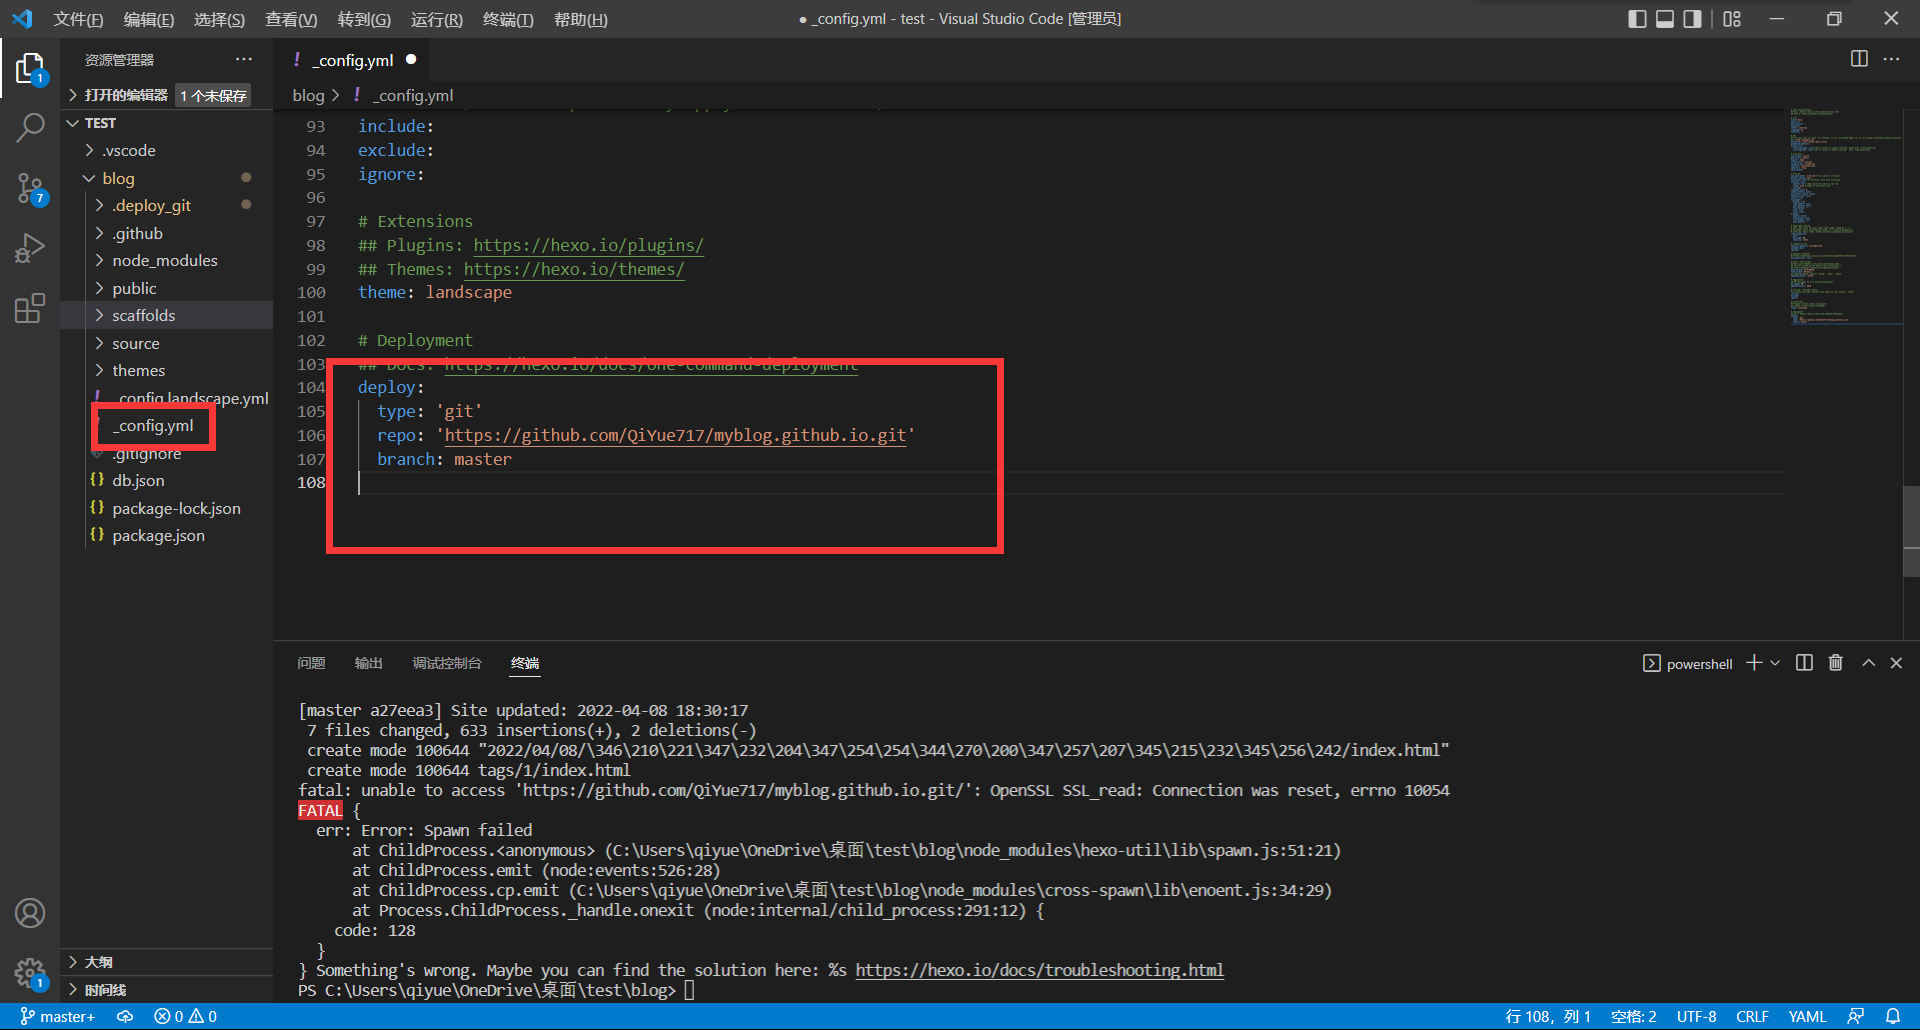 文件(F) 编辑(E) 选择(S) 查看(V) 转到(G) 运行(R) 终端(T) 帮助(H)
● _config.yml - test - Visual Studio Code [管理员]
资源管理器
打开的编辑器 1 个未保存
TEST
.vscode
blog
.deploy_git
.github
node_modules
public
scaffolds
source
themes
_config.landscape.yml
_config.yml
.gitignore
db.json
package-lock.json
package.json
大纲
时间线
1
7
1
! _config.yml ●
blog > ! _config.yml
93 include:
94 exclude:
95 ignore:
96
97 # Extensions
98 ## Plugins: https://hexo.io/plugins/
99 ## Themes: https://hexo.io/themes/
100 theme: landscape
101
102 # Deployment
103 ## Docs: https://hexo.io/docs/one-command-deployment
104 deploy:
105 type: 'git'
106 repo: 'https://github.com/QiYue717/myblog.github.io.git'
107 branch: master
108
问题 输出 调试控制台 终端
powershell
[master a27eea3] Site updated: 2022-04-08 18:30:17
7 files changed, 633 insertions(+), 2 deletions(-)
create mode 100644 "2022/04/08/\346\210\221\347\232\204\347\254\254\344\270\200\347\257\207\345\215\232\345\256\242/index.html"
create mode 100644 tags/1/index.html
fatal: unable to access 'https://github.com/QiYue717/myblog.github.io.git/': OpenSSL SSL_read: Connection was reset, errno 10054
FATAL {
err: Error: Spawn failed
at ChildProcess.<anonymous> (C:\Users\qiyue\OneDrive\桌面\test\blog\node_modules\hexo-util\lib\spawn.js:51:21)
at ChildProcess.emit (node:events:526:28)
at ChildProcess.cp.emit (C:\Users\qiyue\OneDrive\桌面\test\blog\node_modules\cross-spawn\lib\enoent.js:34:29)
at Process.ChildProcess._handle.onexit (node:internal/child_process:291:12) {
code: 128
}
} Something's wrong. Maybe you can find the solution here: %s https://hexo.io/docs/troubleshooting.html
PS C:\Users\qiyue\OneDrive\桌面\test\blog>
master+ 0 0
行 108，列 1 空格: 2 UTF-8 CRLF YAML